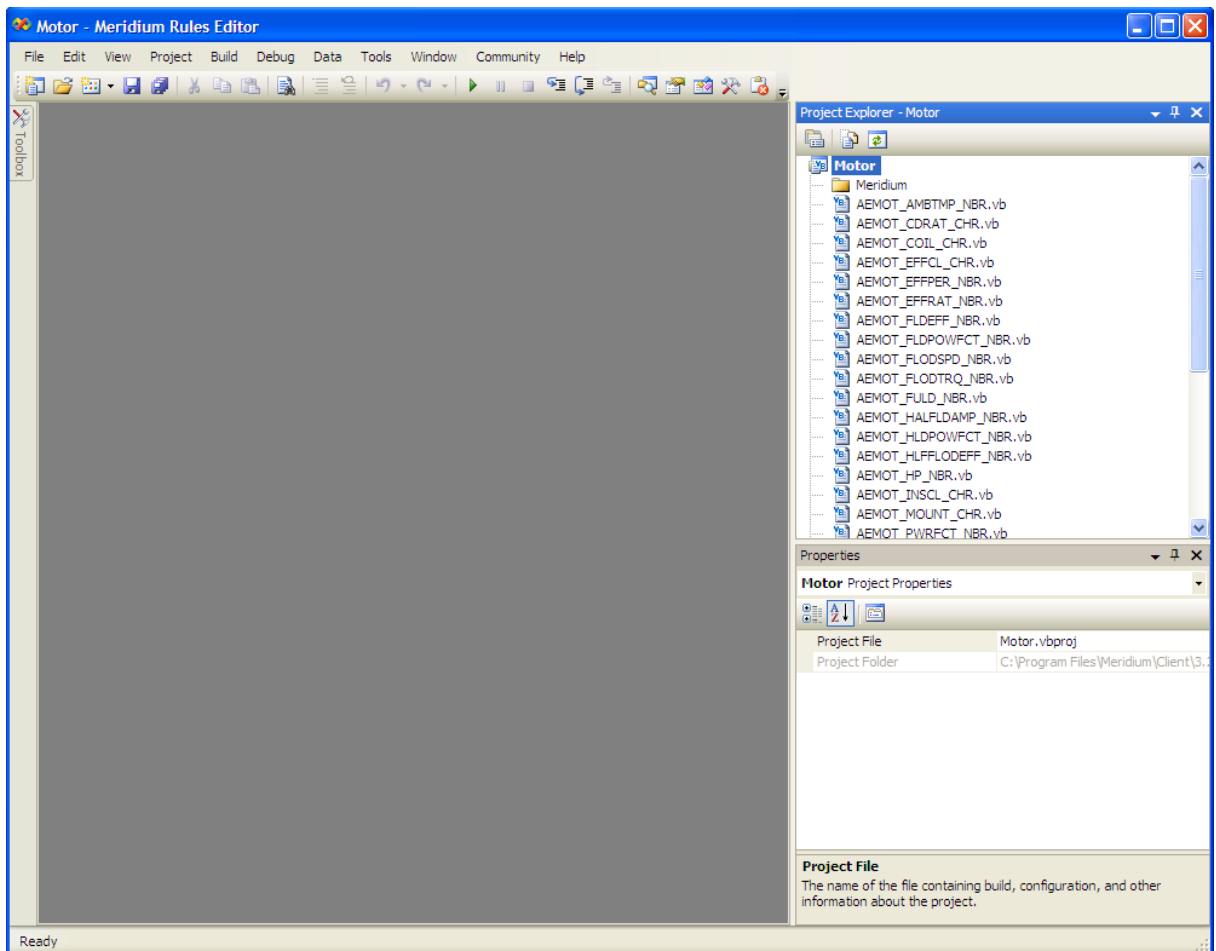 Motor - Meridium Rules Editor
File Edit View Project Build Debug Data Tools Window Community Help
Toolbox
Project Explorer - Motor
Motor
Meridium
AEMOT_AMBTMP_NBR.vb
AEMOT_CDRAT_CHR.vb
AEMOT_COIL_CHR.vb
AEMOT_EFFCL_CHR.vb
AEMOT_EFFPER_NBR.vb
AEMOT_EFFRAT_NBR.vb
AEMOT_FLDEFF_NBR.vb
AEMOT_FLDPOWFCT_NBR.vb
AEMOT_FLODSPD_NBR.vb
AEMOT_FLODTRQ_NBR.vb
AEMOT_FULD_NBR.vb
AEMOT_HALFLDAMP_NBR.vb
AEMOT_HLDPOWFCT_NBR.vb
AEMOT_HLFFLODEFF_NBR.vb
AEMOT_HP_NBR.vb
AEMOT_INSCL_CHR.vb
AEMOT_MOUNT_CHR.vb
AEMOT_PWRFCT_NBR.vb
Properties
Motor Project Properties
Project File Motor.vbproj
Project Folder C:\Program Files\Meridium\Client\3.
Project File
The name of the file containing build, configuration, and other
information about the project.
Ready